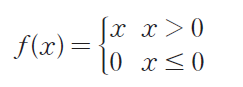 f(x) = { x  x > 0
0  x ≤ 0